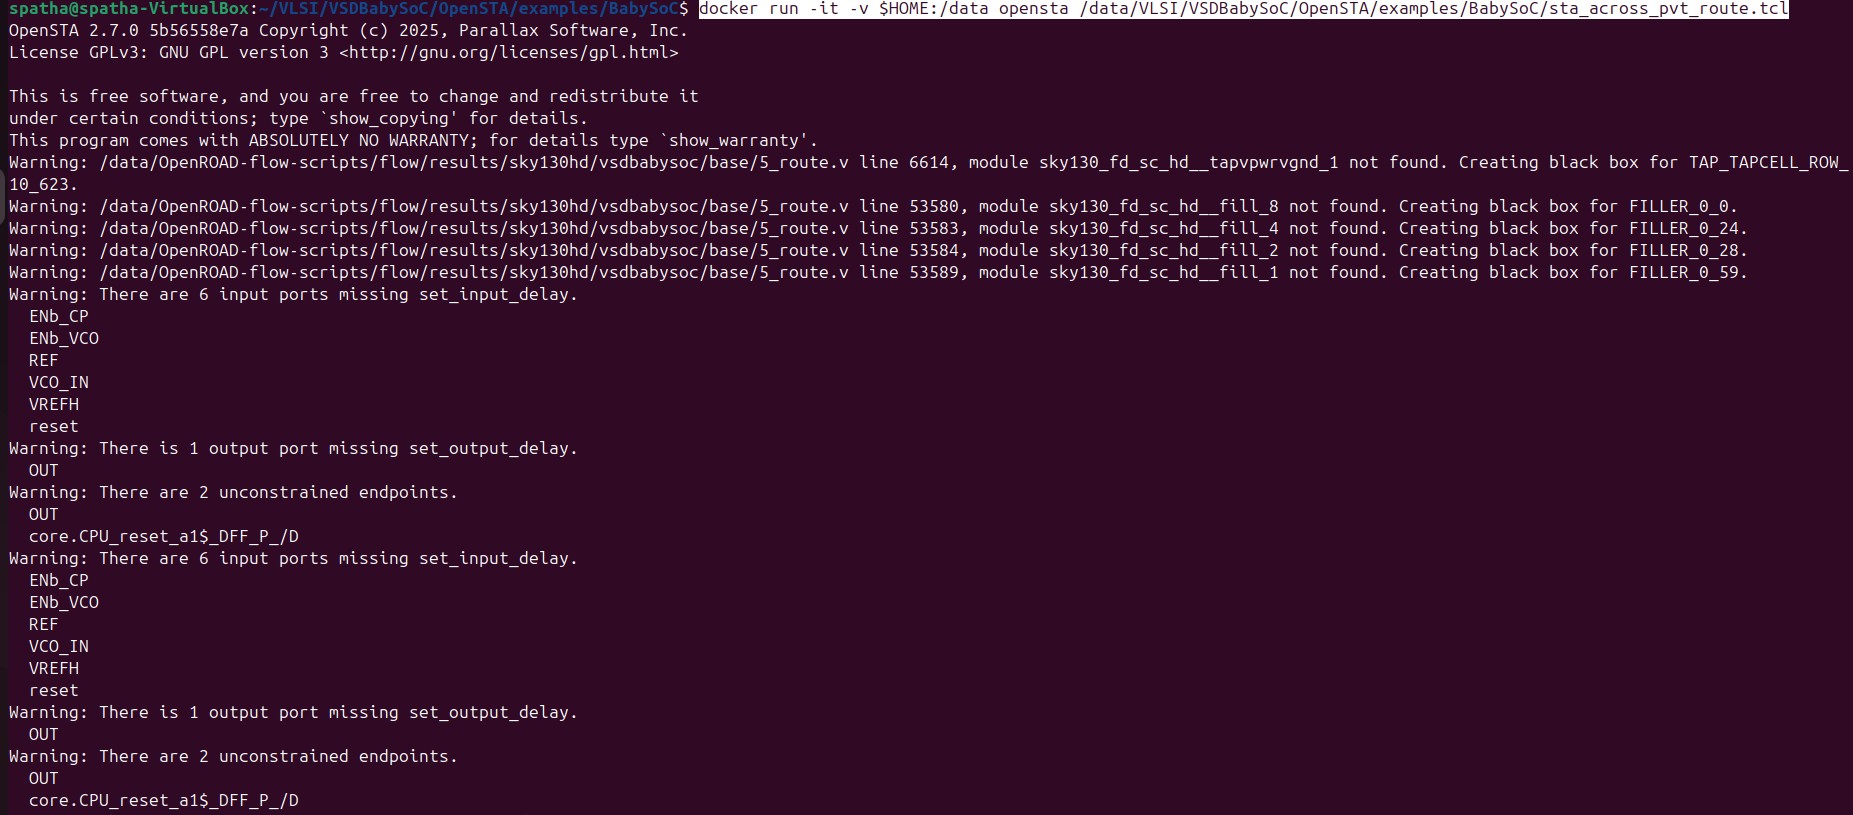 spatha@spatha-VirtualBox:~/VLSI/VSDBabySoC/OpenSTA/examples/BabySoC$ docker run -it -v $HOME:/data opensta /data/VLSI/VSDBabySoC/OpenSTA/examples/BabySoC/sta_across_pvt_route.tcl
OpenSTA 2.7.0 5b56558e7a Copyright (c) 2025, Parallax Software, Inc.
License GPLv3: GNU GPL version 3 <http://gnu.org/licenses/gpl.html>

This is free software, and you are free to change and redistribute it
under certain conditions; type `show_copying' for details.
This program comes with ABSOLUTELY NO WARRANTY; for details type `show_warranty'.
Warning: /data/OpenROAD-flow-scripts/flow/results/sky130hd/vsdbabysoc/base/5_route.v line 6614, module sky130_fd_sc_hd__tapvpwrvgnd_1 not found. Creating black box for TAP_TAPCELL_ROW_
10_623.
Warning: /data/OpenROAD-flow-scripts/flow/results/sky130hd/vsdbabysoc/base/5_route.v line 53580, module sky130_fd_sc_hd__fill_8 not found. Creating black box for FILLER_0_0.
Warning: /data/OpenROAD-flow-scripts/flow/results/sky130hd/vsdbabysoc/base/5_route.v line 53583, module sky130_fd_sc_hd__fill_4 not found. Creating black box for FILLER_0_24.
Warning: /data/OpenROAD-flow-scripts/flow/results/sky130hd/vsdbabysoc/base/5_route.v line 53584, module sky130_fd_sc_hd__fill_2 not found. Creating black box for FILLER_0_28.
Warning: /data/OpenROAD-flow-scripts/flow/results/sky130hd/vsdbabysoc/base/5_route.v line 53589, module sky130_fd_sc_hd__fill_1 not found. Creating black box for FILLER_0_59.
Warning: There are 6 input ports missing set_input_delay.
  ENb_CP
  ENb_VCO
  REF
  VCO_IN
  VREFH
  reset
Warning: There is 1 output port missing set_output_delay.
  OUT
Warning: There are 2 unconstrained endpoints.
  OUT
  core.CPU_reset_a1$_DFF_P_/D
Warning: There are 6 input ports missing set_input_delay.
  ENb_CP
  ENb_VCO
  REF
  VCO_IN
  VREFH
  reset
Warning: There is 1 output port missing set_output_delay.
  OUT
Warning: There are 2 unconstrained endpoints.
  OUT
  core.CPU_reset_a1$_DFF_P_/D